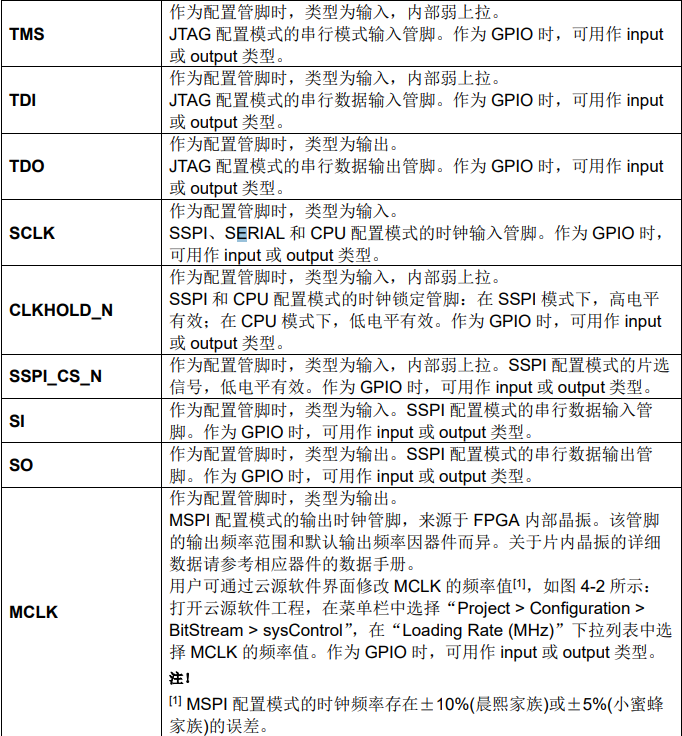 TMS
作为配置管脚时，类型为输入，内部弱上拉。
JTAG 配置模式的串行模式输入管脚。作为 GPIO 时，可用作 input
或 output 类型。
TDI
作为配置管脚时，类型为输入，内部弱上拉。
JTAG 配置模式的串行数据输入管脚。作为 GPIO 时，可用作 input
或 output 类型。
TDO
作为配置管脚时，类型为输出。
JTAG 配置模式的串行数据输出管脚。作为 GPIO 时，可用作 input
或 output 类型。
SCLK
作为配置管脚时，类型为输入。
SSPI、SERIAL 和 CPU 配置模式的时钟输入管脚。作为 GPIO 时，
可用作 input 或 output 类型。
CLKHOLD_N
作为配置管脚时，类型为输入，内部弱上拉。
SSPI 和 CPU 配置模式的时钟锁定管脚：在 SSPI 模式下，高电平
有效；在 CPU 模式下，低电平有效。作为 GPIO 时，可用作 input
或 output 类型。
SSPI_CS_N
作为配置管脚时，类型为输入，内部弱上拉。SSPI 配置模式的片选
信号，低电平有效。作为 GPIO 时，可用作 input 或 output 类型。
SI
作为配置管脚时，类型为输入。SSPI 配置模式的串行数据输入管
脚。作为 GPIO 时，可用作 input 或 output 类型。
SO
作为配置管脚时，类型为输出。SSPI 配置模式的串行数据输出管
脚。作为 GPIO 时，可用作 input 或 output 类型。
MCLK
作为配置管脚时，类型为输出。
MSPI 配置模式的输出时钟管脚，来源于 FPGA 内部晶振。该管脚
的输出频率范围和默认输出频率因器件而异。关于片内晶振的详细
数据请参考相应器件的数据手册。
用户可通过云源软件界面修改 MCLK 的频率值[1]，如图 4-2 所示：
打开云源软件工程，在菜单栏中选择“Project > Configuration >
BitStream > sysControl”，在“Loading Rate (MHz)”下拉列表中选
择 MCLK 的频率值。作为 GPIO 时，可用作 input 或 output 类型。
注！
[1] MSPI 配置模式的时钟频率存在±10%(晨熙家族)或±5%(小蜜蜂
家族)的误差。